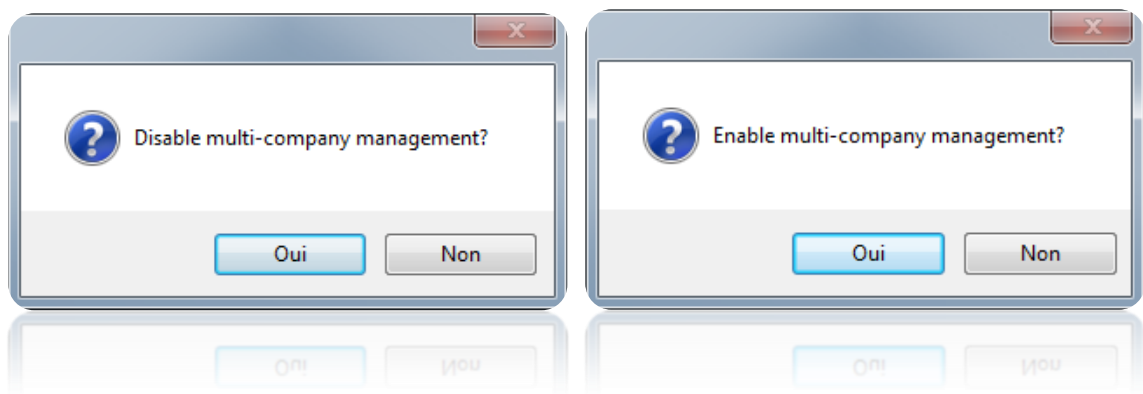 Disable multi-company management?
Oui
Non
Enable multi-company management?
Oui
Non